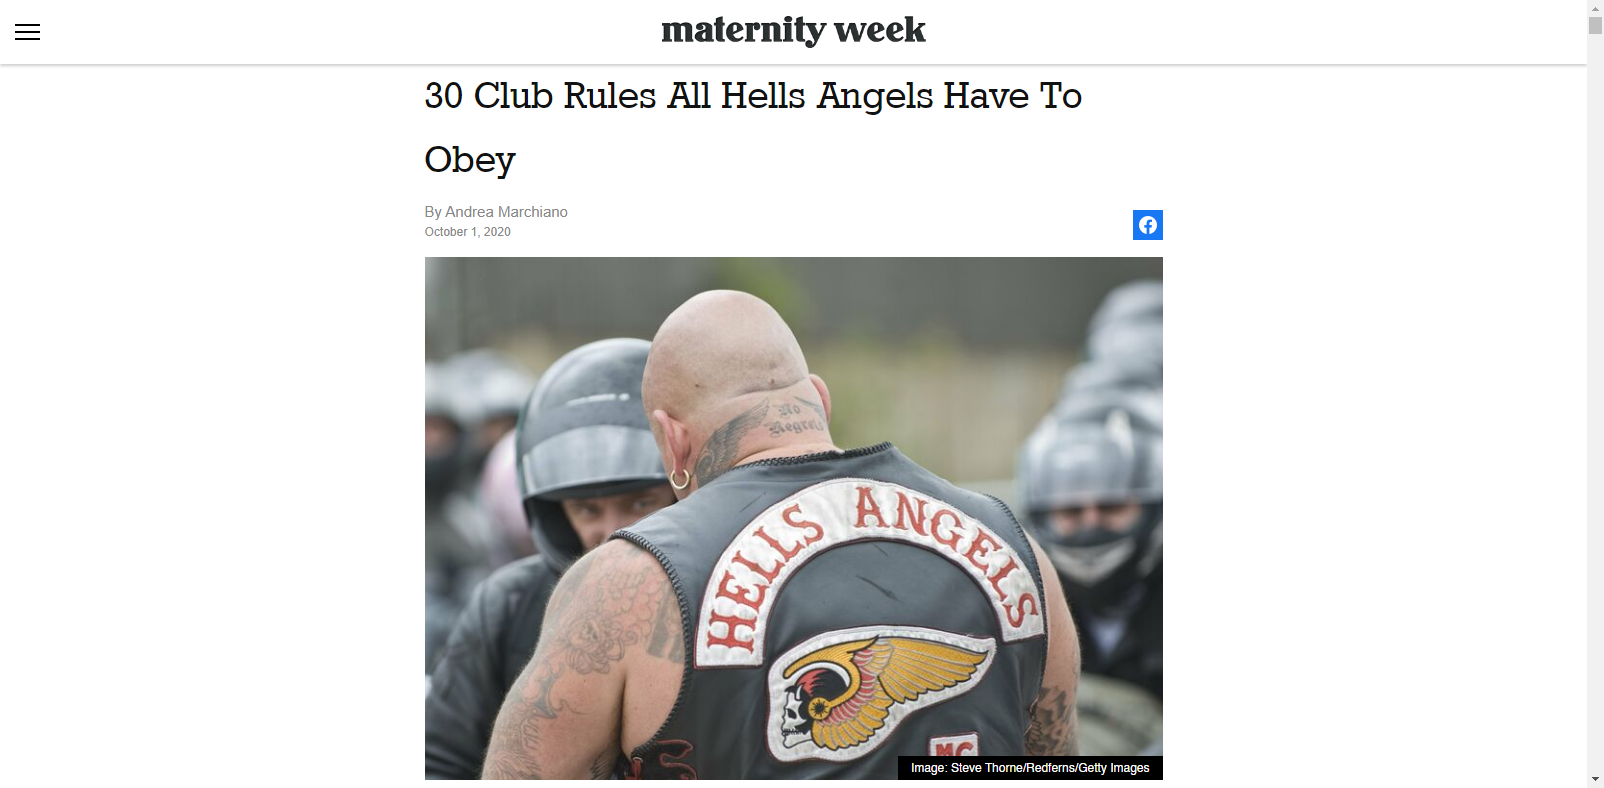 maternity week
30 Club Rules All Hells Angels Have To
Obey
By Andrea Marchiano
October 1, 2020
No
Regrets
HELLS ANGELS
MC
Image: Steve Thorne/Redferns/Getty Images